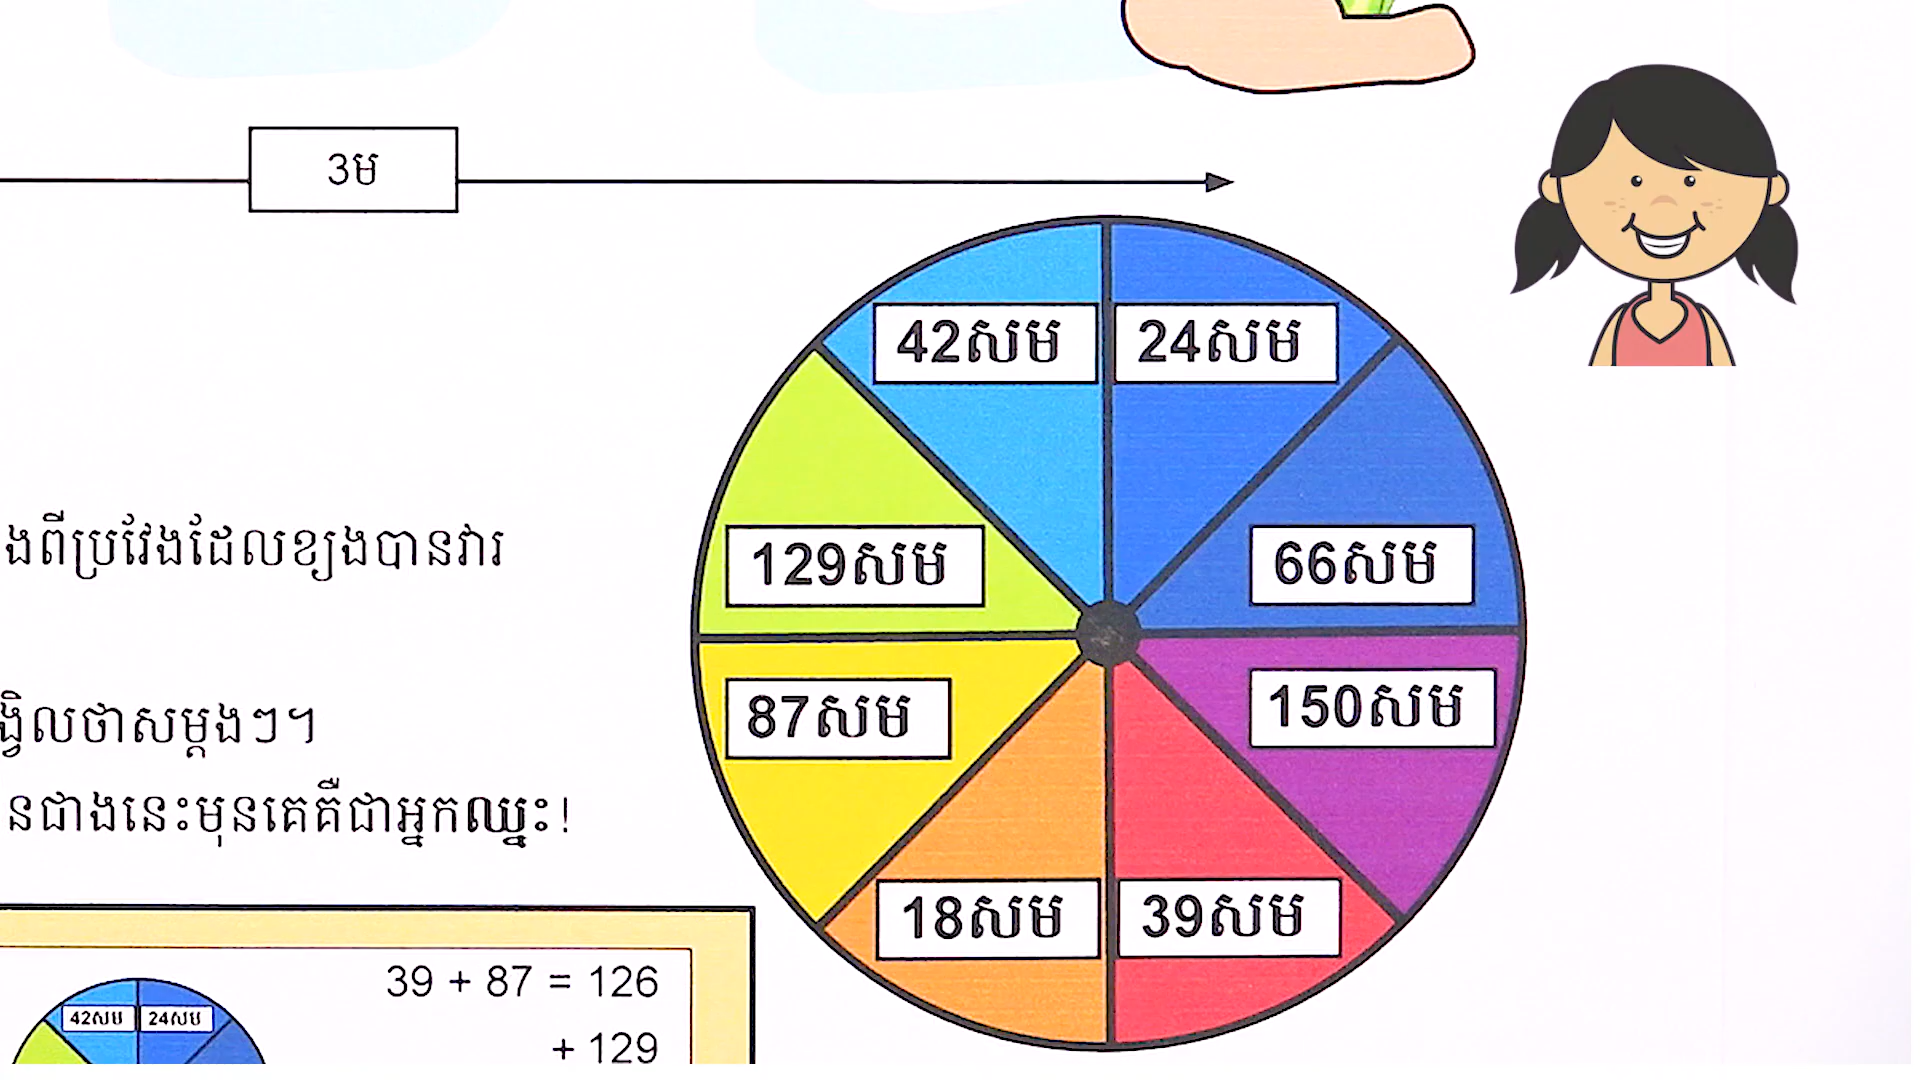 3ម
42សម
24សម
129សម
66សម
87សម
150សម
18សម
39សម
ងពីប្រវែងដែលខ្យងបានវារ
ង្វិលថាសម្ដងៗ។
នជាងនេះមុនគេគឺជាអ្នកឈ្នះ!
39 + 87 = 126
+ 129
42សម
24សម